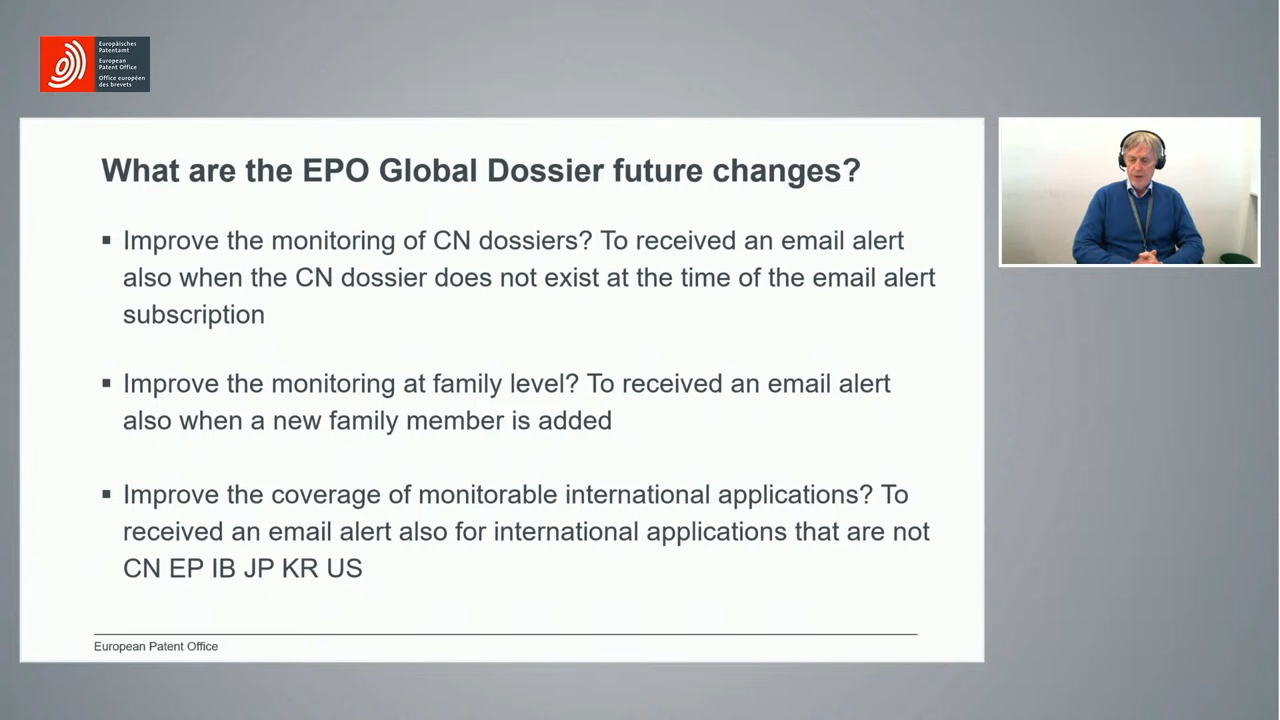 Europäisches
Patentamt
European
Patent Office
Office européen
des brevets
What are the EPO Global Dossier future changes?
▪ Improve the monitoring of CN dossiers? To received an email alert
also when the CN dossier does not exist at the time of the email alert
subscription
▪ Improve the monitoring at family level? To received an email alert
also when a new family member is added
▪ Improve the coverage of monitorable international applications? To
received an email alert also for international applications that are not
CN EP IB JP KR US
European Patent Office